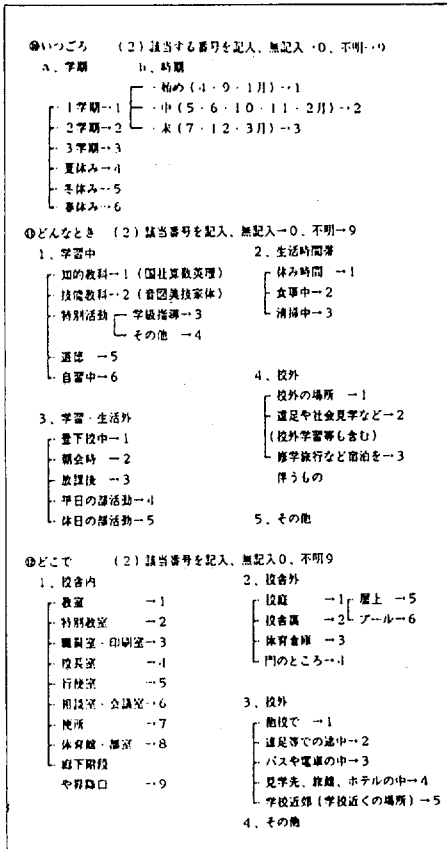 ⑩いつごろ （2）該当する番号を記入、無記入→0、不明→9
a、学期 b、時期
・始め（4・9・1月）→1
1学期→1 ・中（5・6・10・11・2月）→2
2学期→2 ・末（7・12・3月）→3
3学期→3
夏休み→4
冬休み→5
春休み→6
⑪どんなとき （2）該当番号を記入、無記入→0、不明→9
1、学習中 2、生活時間帯
知的教科→1（国社算数英理） 休み時間→1
技能教科→2（音図美技家体） 食事中→2
特別活動 学級指導→3 清掃中→3
その他→4
道徳→5
自習中→6 4、校外
校外の場所→1
3、学習・生活外 遠足や社会見学など→2
登下校中→1 （校外学習等も含む）
朝会時→2 修学旅行など宿泊を→3
放課後→3 伴うもの
平日の部活動→4
休日の部活動→5 5、その他
⑫どこで （2）該当番号を記入、無記入0、不明9
1、校舎内 2、校舎外
教室→1 校庭→1 屋上→5
特別教室→2 校舎裏→2 プール→6
職員室・印刷室→3 体育倉庫→3
校長室→4 門のところ→4
行便室→5
相談室・会議室→6 3、校外
便所→7 他校で→1
体育館・部室→8 遠足等での途中→2
廊下階段 バスや電車の中→3
や昇降口→9 見学先、旅館、ホテルの中→4
学校近郊（学校近くの場所）→5
4、その他